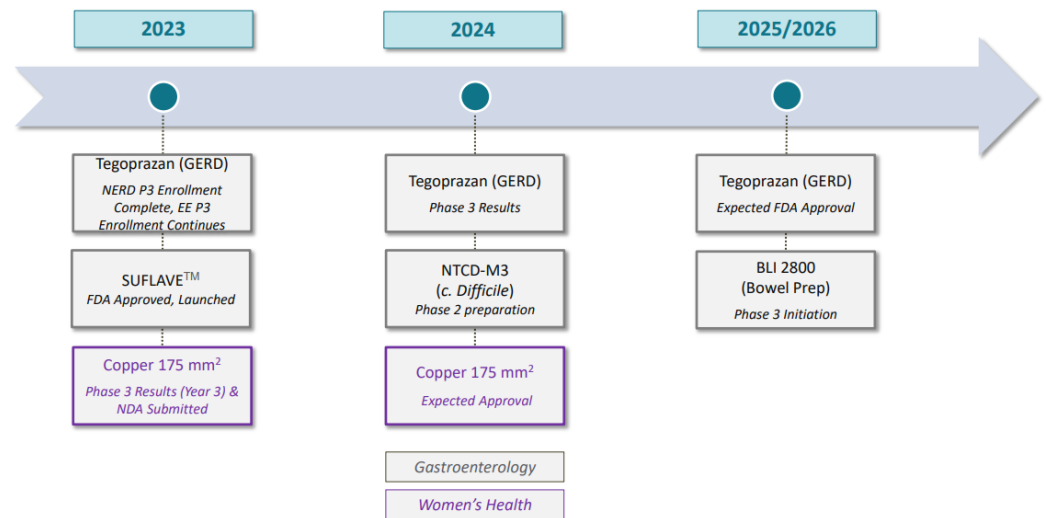 2023
2024
2025/2026
Tegoprazan (GERD)
NERD P3 Enrollment
Complete, EE P3
Enrollment Continues
SUFLAVE™
FDA Approved, Launched
Copper 175 mm²
Phase 3 Results (Year 3) &
NDA Submitted
Tegoprazan (GERD)
Phase 3 Results
NTCD-M3
(c. Difficile)
Phase 2 preparation
Copper 175 mm²
Expected Approval
Tegoprazan (GERD)
Expected FDA Approval
BLI 2800
(Bowel Prep)
Phase 3 Initiation
Gastroenterology
Women’s Health